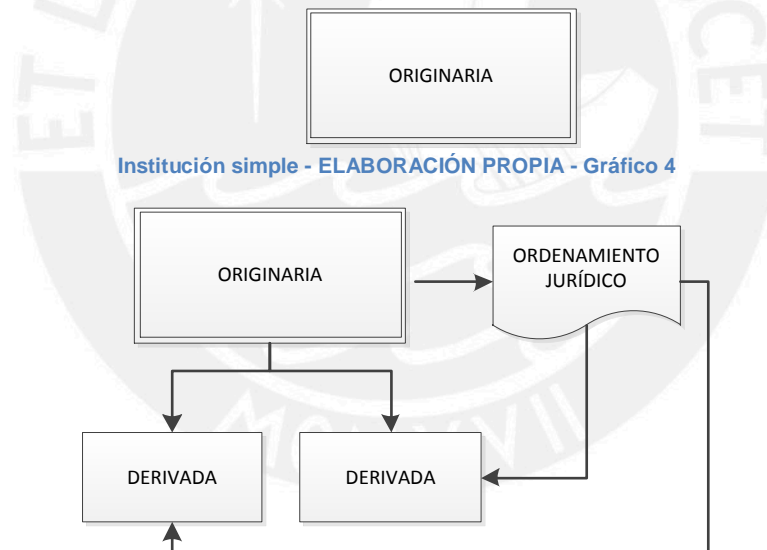 ORIGINARIA
Institución simple - ELABORACIÓN PROPIA - Gráfico 4
ORIGINARIA
ORDENAMIENTO
JURÍDICO
DERIVADA
DERIVADA